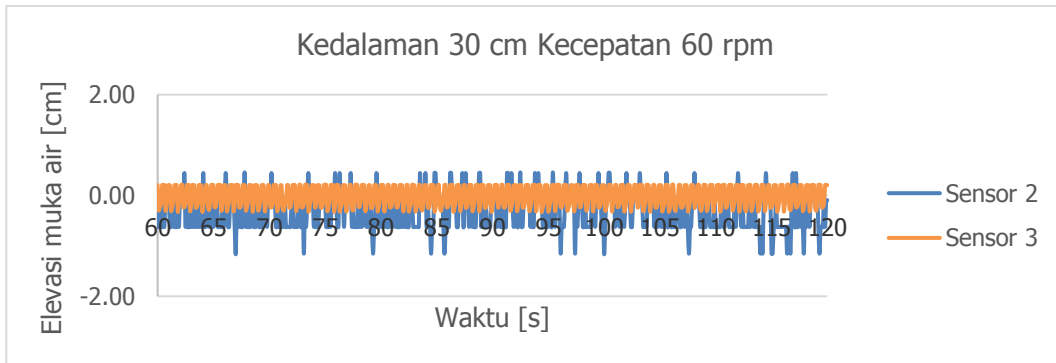 Kedalaman 30 cm Kecepatan 60 rpm
Elevasi muka air [cm]
2.00
0.00
-2.00
60 65 70 75 80 85 90 95 100 105 110 115 120
Waktu [s]
Sensor 2
Sensor 3